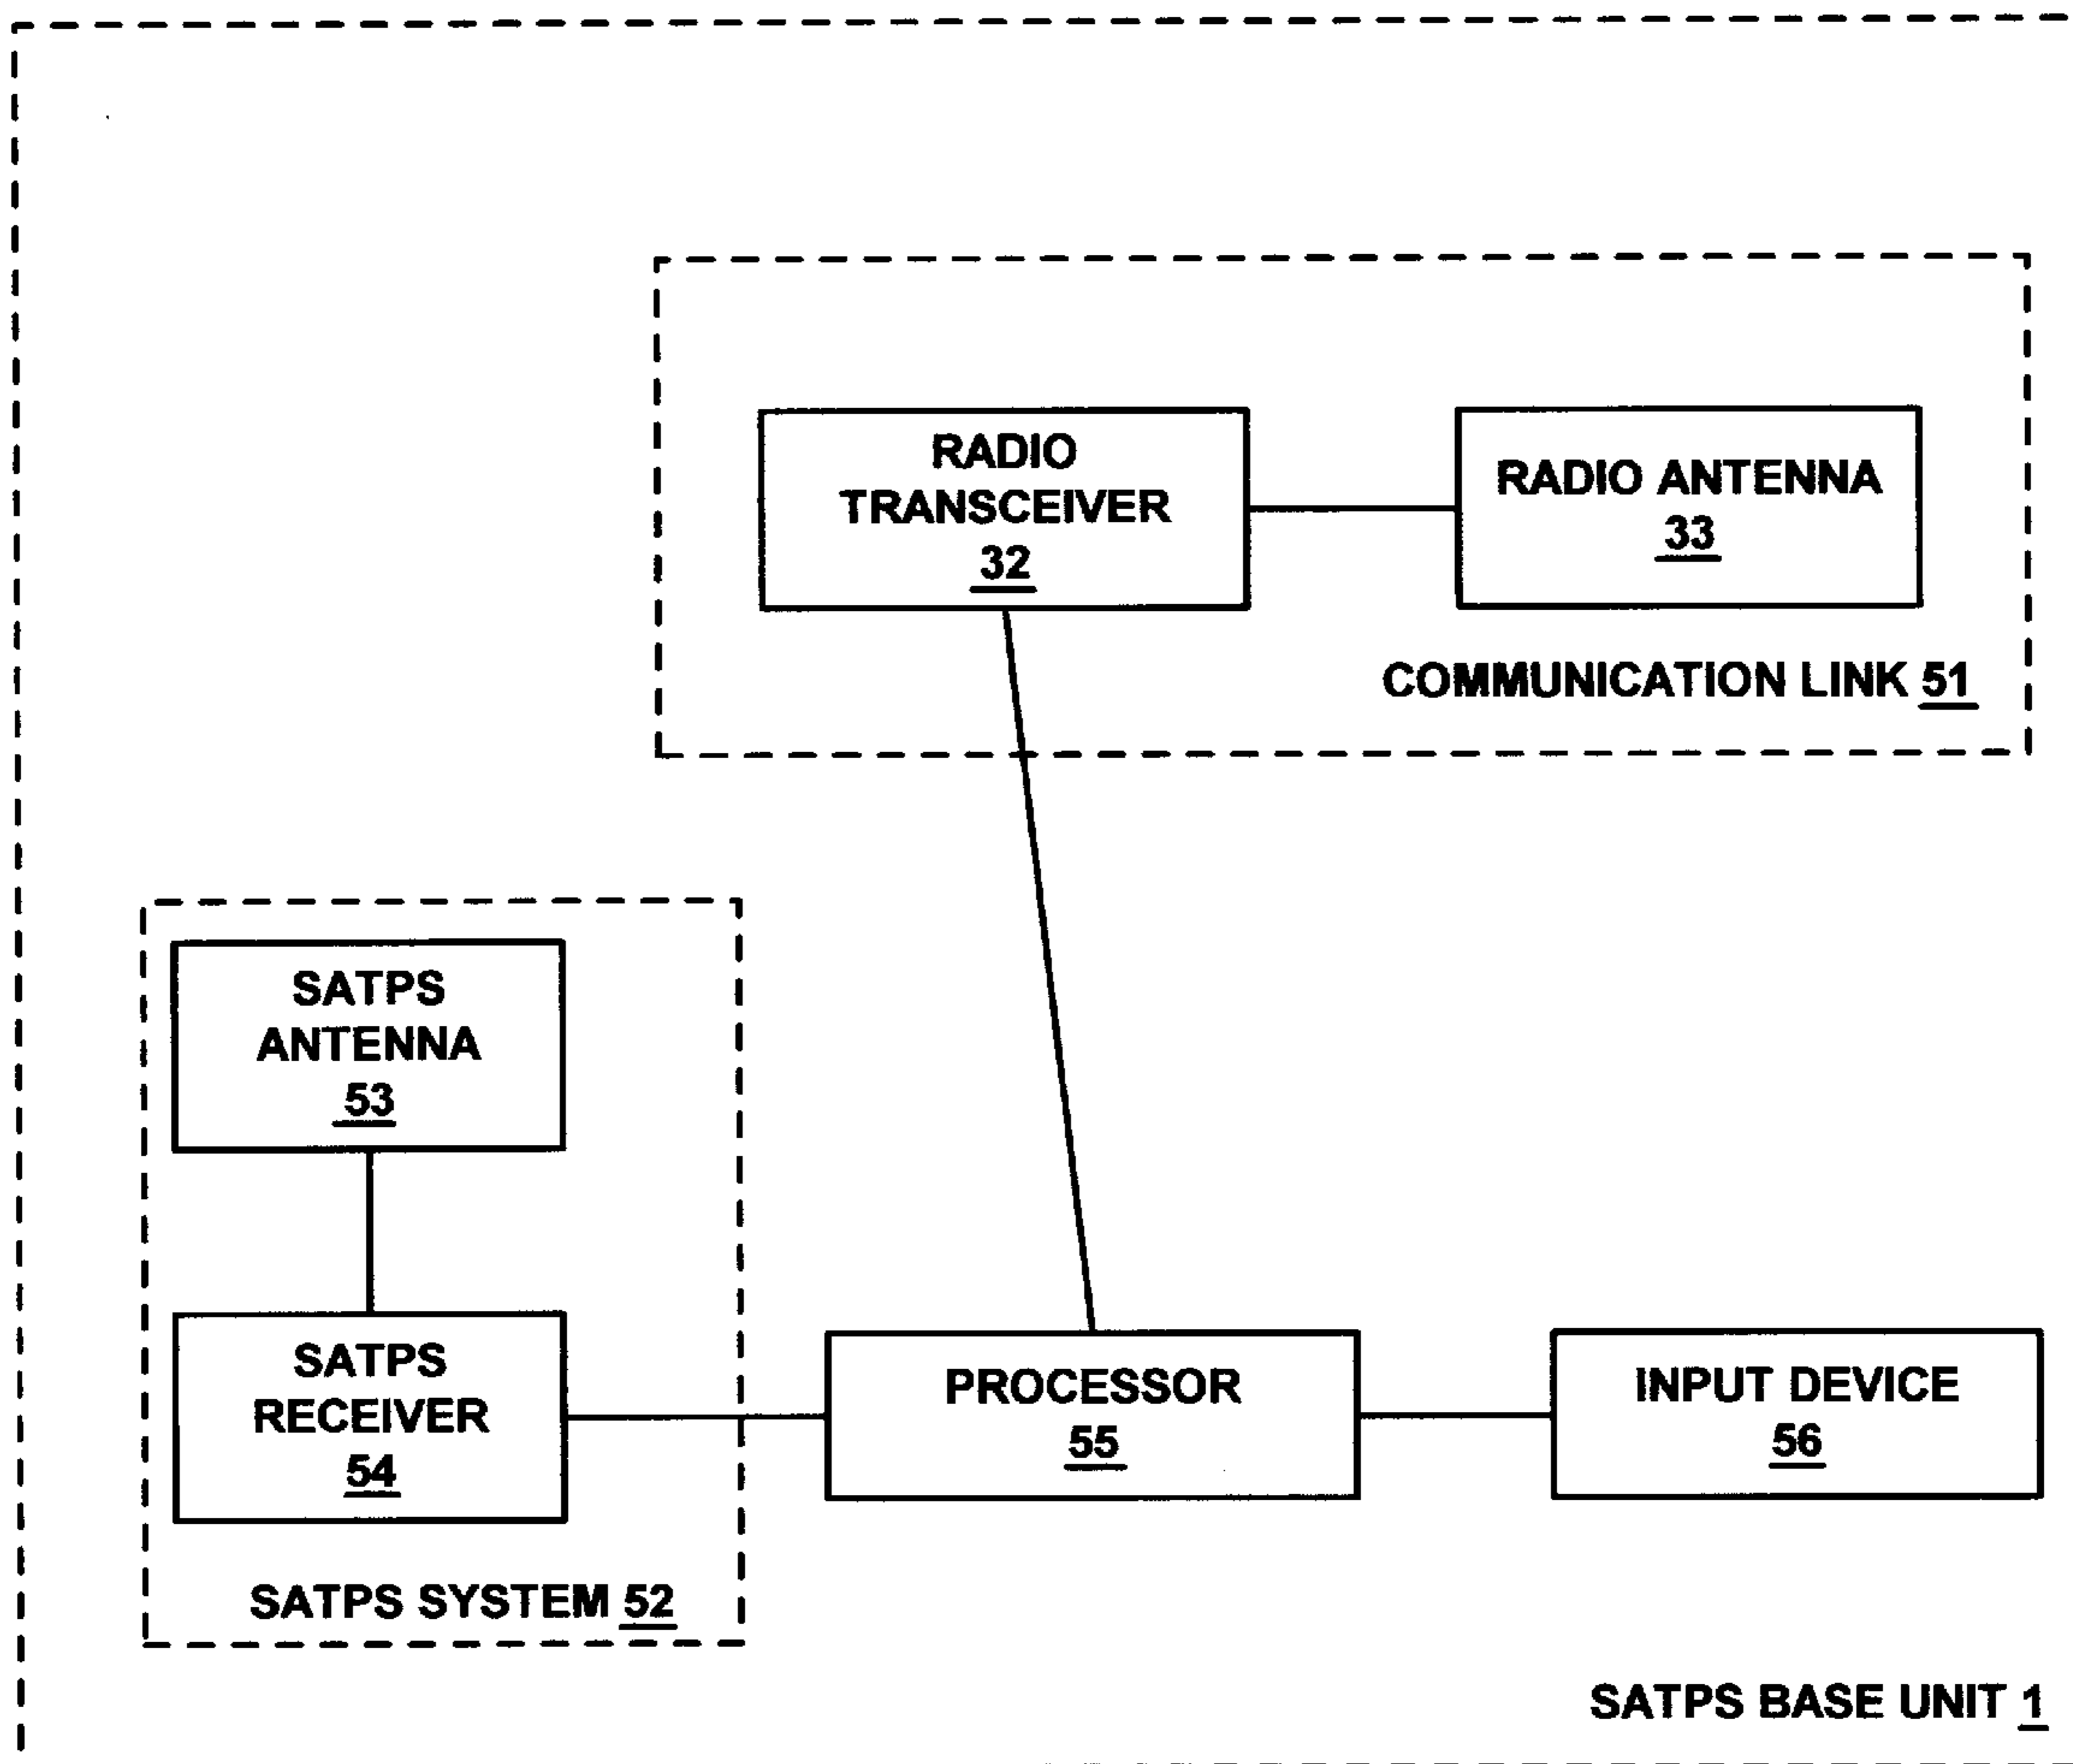 RADIO
TRANSCEIVER
32
RADIO ANTENNA
33
COMMUNICATION LINK 51
SATPS
ANTENNA
53
SATPS
RECEIVER
54
SATPS SYSTEM 52
PROCESSOR
55
INPUT DEVICE
56
SATPS BASE UNIT 1